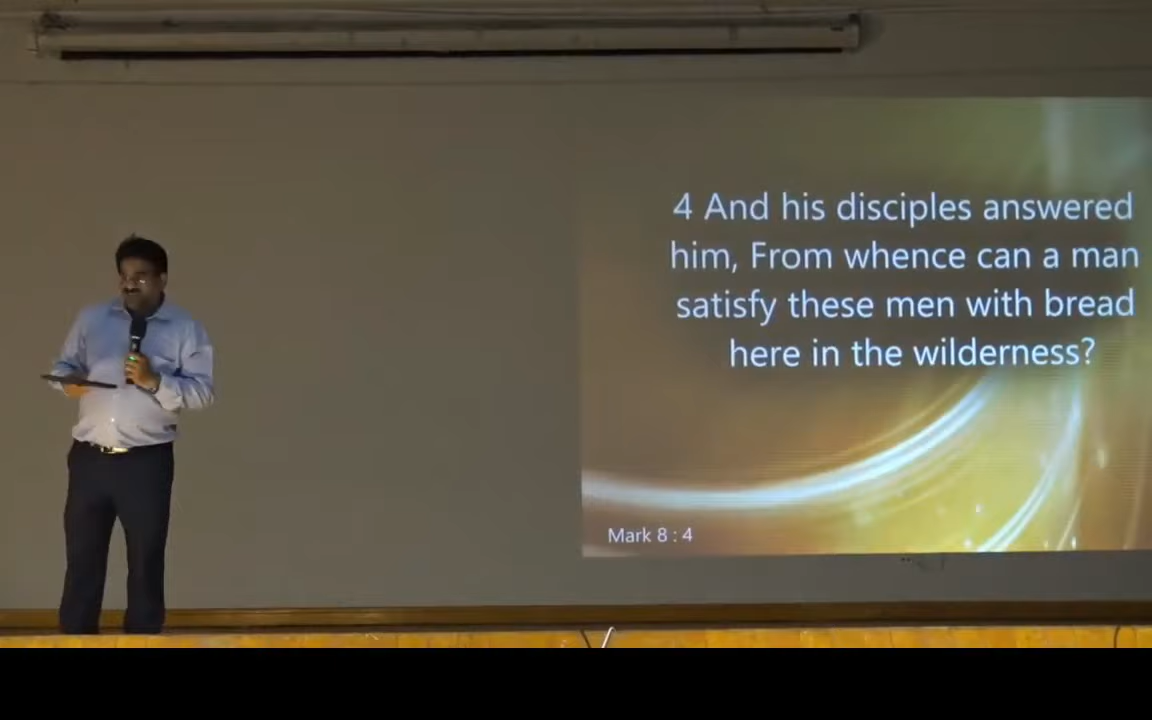 4 And his disciples answered
him, From whence can a man
satisfy these men with bread
here in the wilderness?
Mark 8 : 4